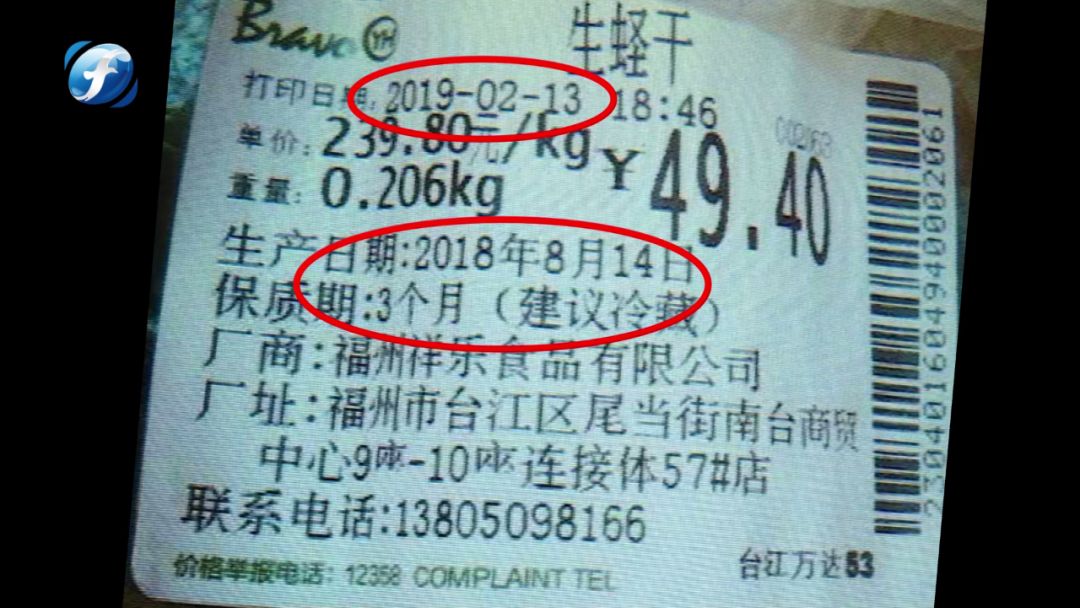 Bravo YH 生蛏干
打印日期:2019-02-13 18:46
单价:239.80元/kg
重量:0.206kg
¥49.40
生产日期:2018年8月14日
保质期:3个月(建议冷藏)
厂商:福州祥乐食品有限公司
厂址:福州市台江区尾当街南台商贸
中心9座-10座连接体57#店
联系电话:13805098166
价格举报电话:12358 COMPLAINT TEL
台江万达53
230401604940002061